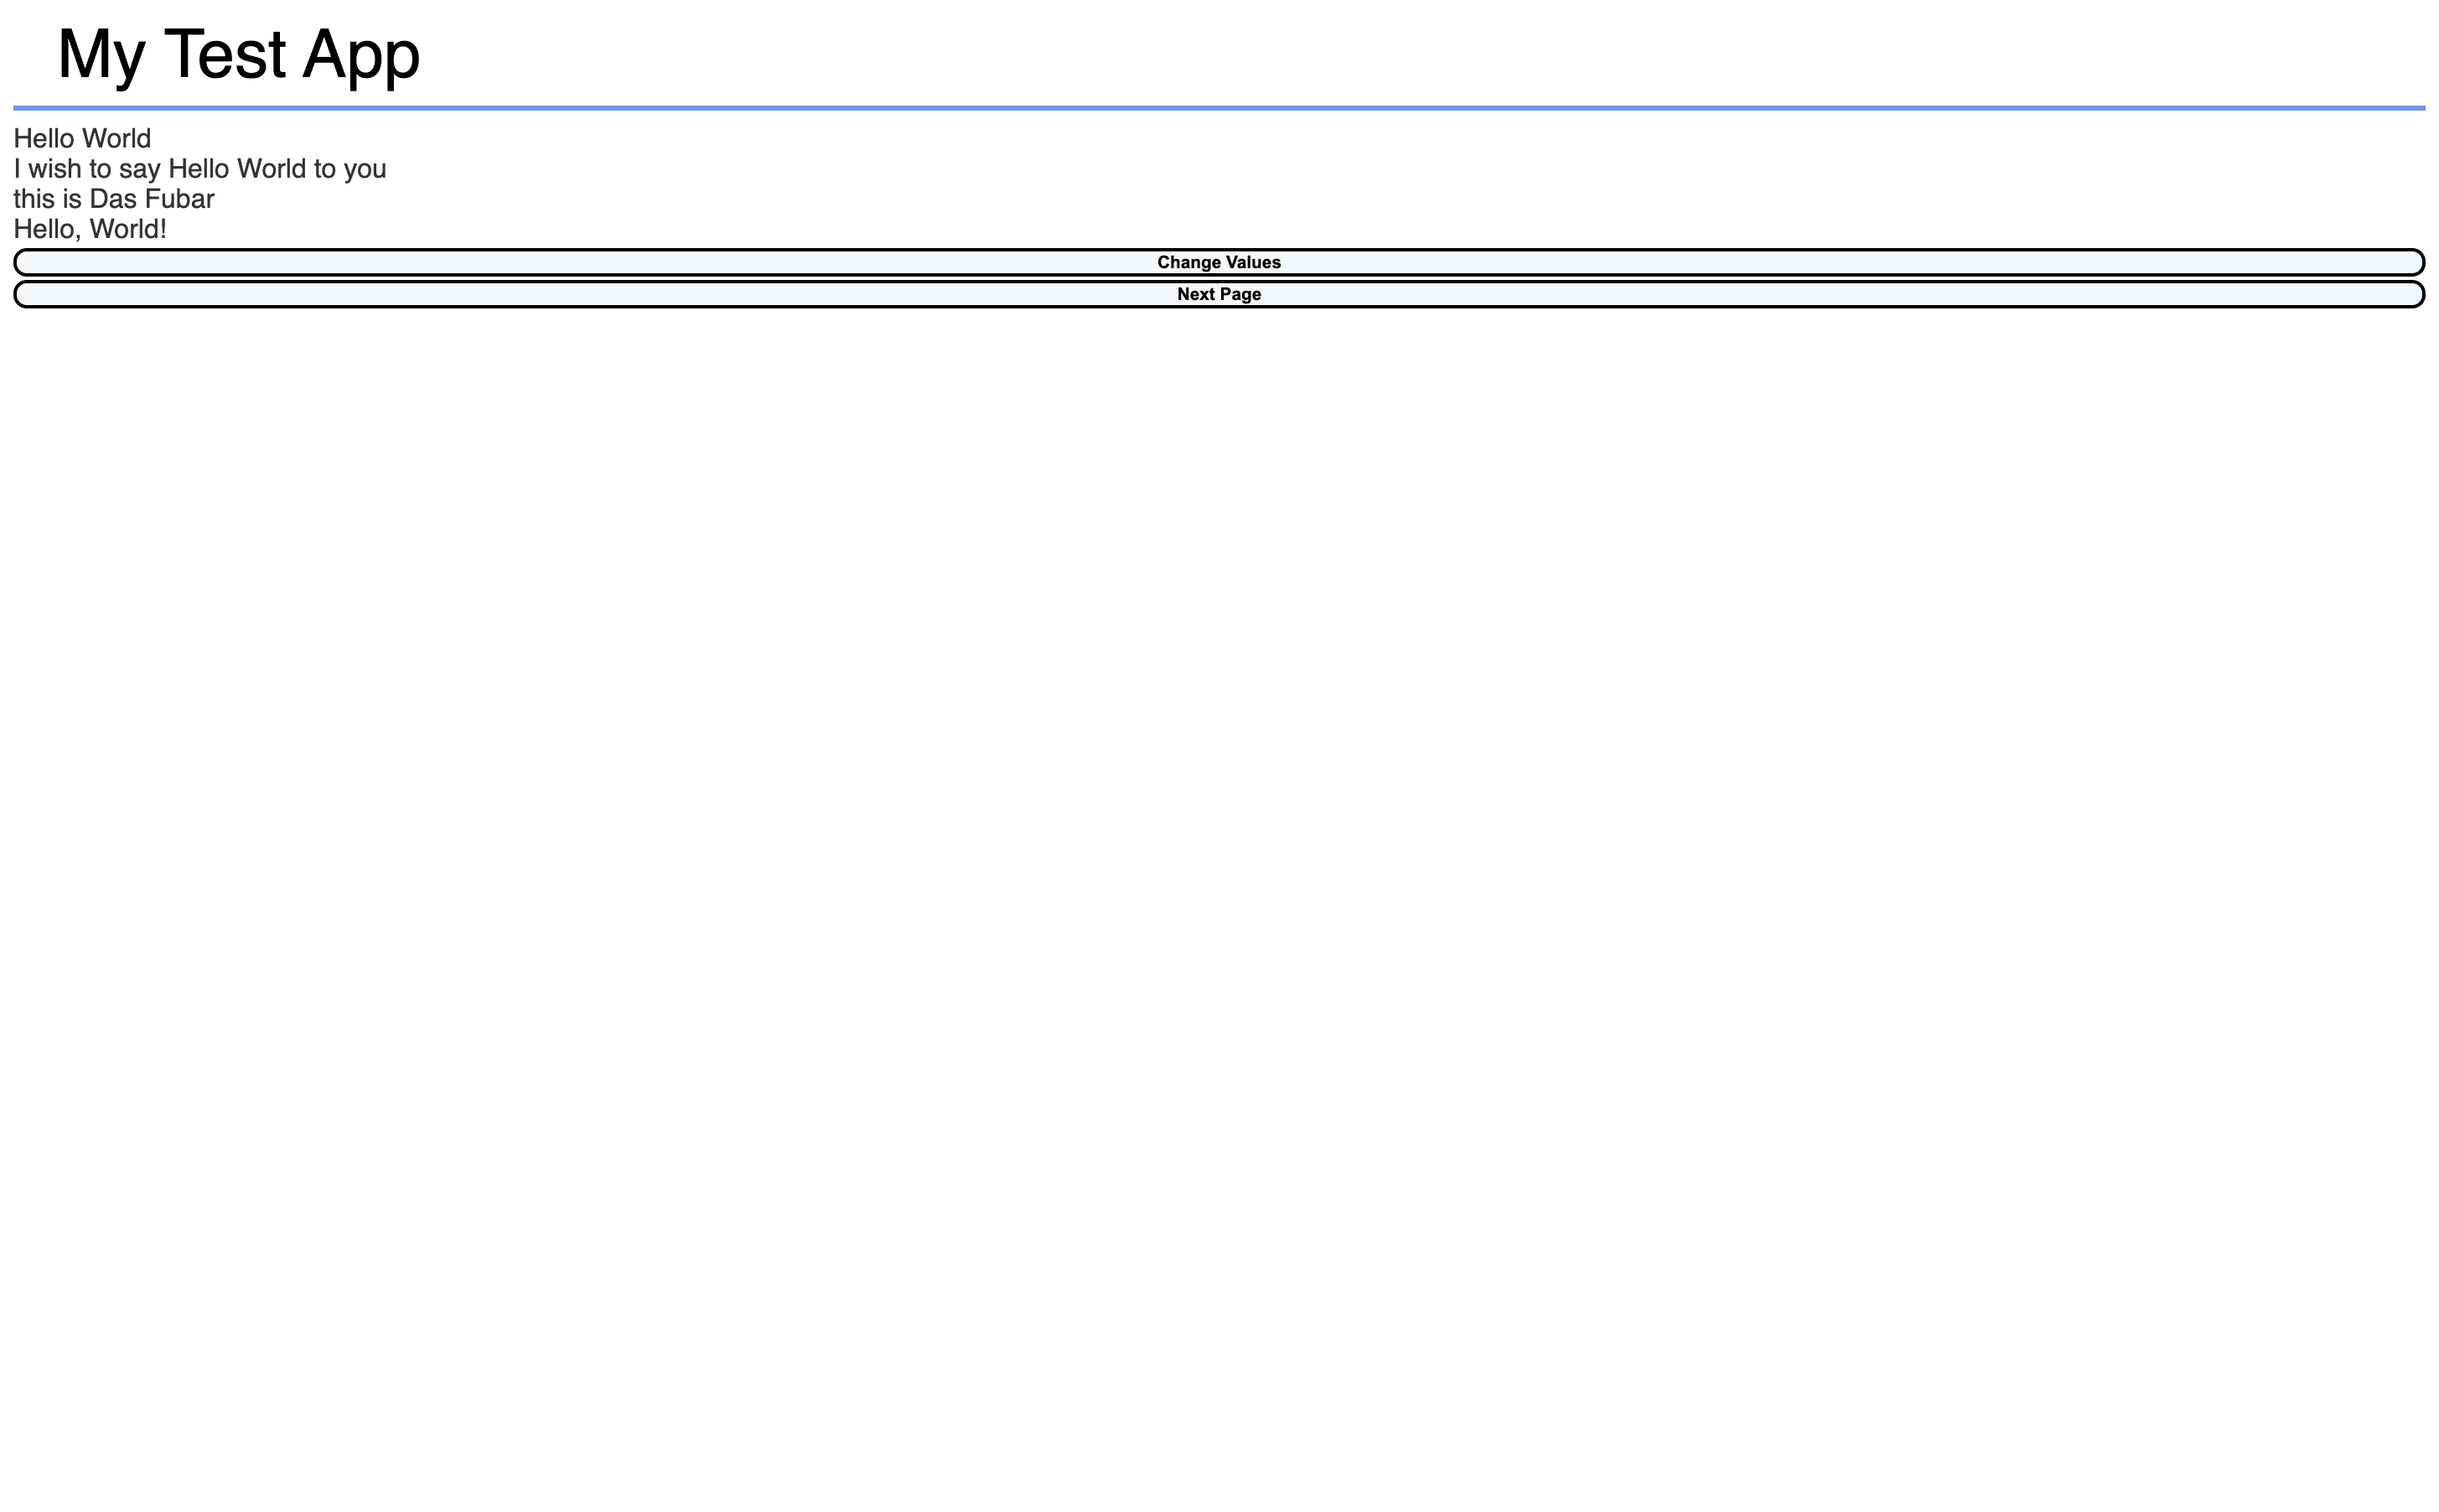 My Test App
Hello World
I wish to say Hello World to you
this is Das Fubar
Hello, World!
Change Values
Next Page